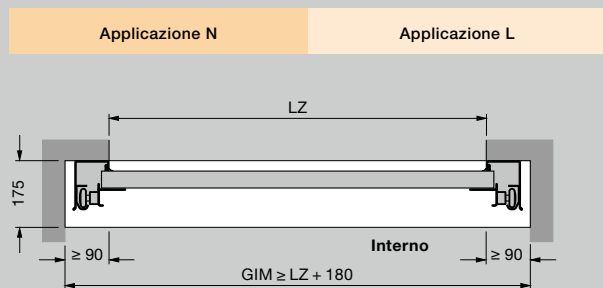 Applicazione N
Applicazione L
LZ
175
Interno
≥ 90
≥ 90
GIM ≥ LZ + 180